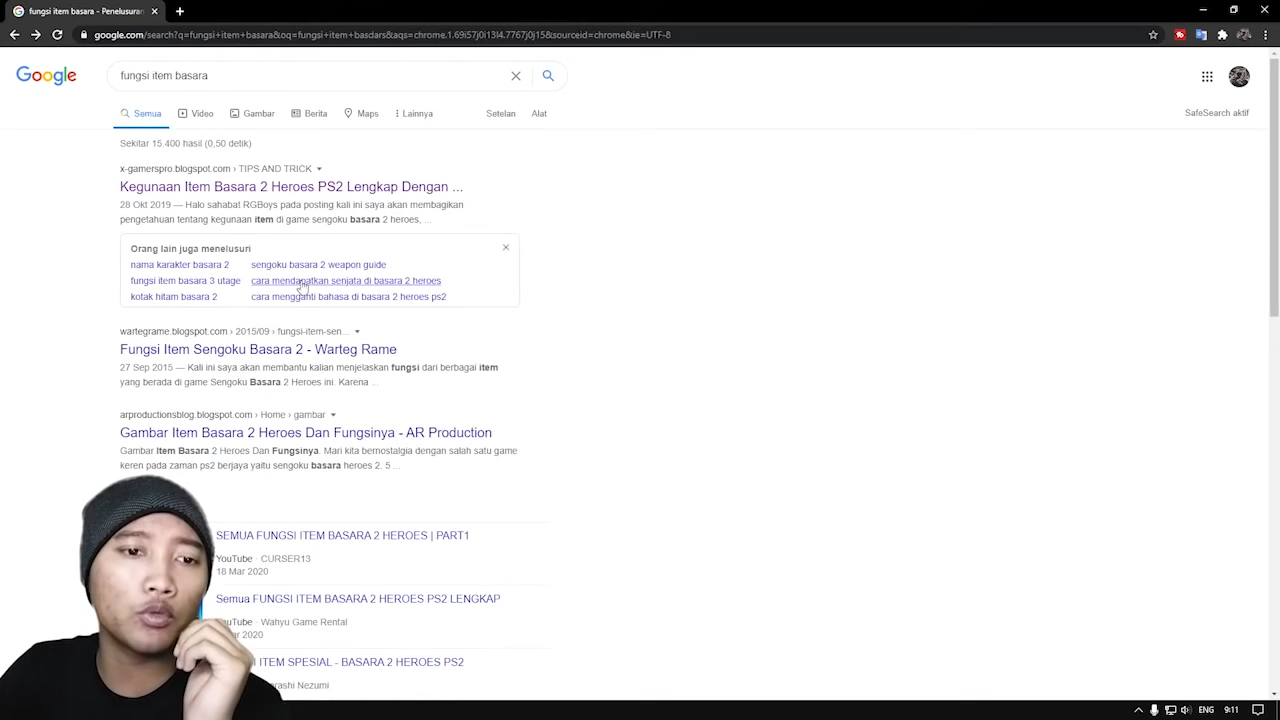 fungsi item basara - Penelusuran
google.com/search?q=fungsi+item+basara&oq=fungsi+item+basdars&aqs=chrome.1.69i57j0i13l4.7767j0j15&sourceid=chrome&ie=UTF-8
Google
fungsi item basara
Semua Video Gambar Berita Maps Lainnya Setelan Alat SafeSearch aktif
Sekitar 15.400 hasil (0,50 detik)
x-gamerspro.blogspot.com › TIPS AND TRICK
Kegunaan Item Basara 2 Heroes PS2 Lengkap Dengan ...
28 Okt 2019 — Halo sahabat RGBoys pada posting kali ini saya akan membagikan
pengetahuan tentang kegunaan item di game sengoku basara 2 heroes, ...
Orang lain juga menelusuri
nama karakter basara 2 sengoku basara 2 weapon guide
fungsi item basara 3 utage cara mendapatkan senjata di basara 2 heroes
kotak hitam basara 2 cara mengganti bahasa di basara 2 heroes ps2
wartegrame.blogspot.com › 2015/09 › fungsi-item-sen...
Fungsi Item Sengoku Basara 2 - Warteg Rame
27 Sep 2015 — Kali ini saya akan membantu kalian menjelaskan fungsi dari berbagai item
yang berada di game Sengoku Basara 2 Heroes ini. Karena ...
arproductionsblog.blogspot.com › Home › gambar
Gambar Item Basara 2 Heroes Dan Fungsinya - AR Production
Gambar Item Basara 2 Heroes Dan Fungsinya. Mari kita bernostalgia dengan salah satu game
keren pada zaman ps2 berjaya yaitu sengoku basara heroes 2. 5 ...
SEMUA FUNGSI ITEM BASARA 2 HEROES | PART1
YouTube · CURSER13
18 Mar 2020
Semua FUNGSI ITEM BASARA 2 HEROES PS2 LENGKAP
uTube · Wahyu Game Rental
2020
ITEM SPESIAL - BASARA 2 HEROES PS2
Nezumi
9:11